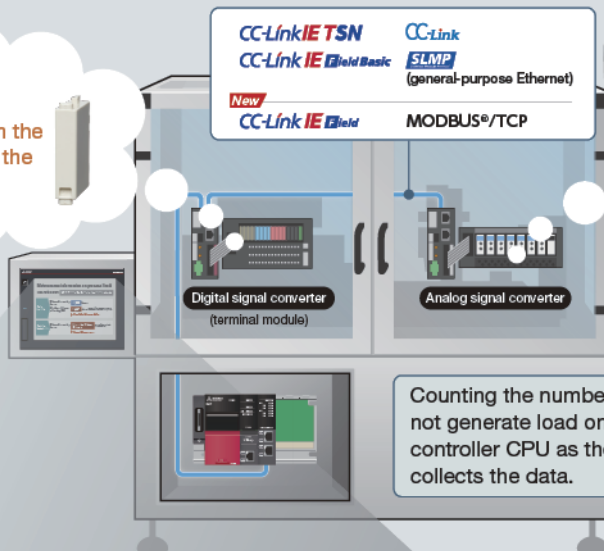 CC-Link IE TSN
CC-Link
CC-Link IE Field Basic
SLMP
(general-purpose Ethernet)
New
CC-Link IE Field
MODBUS®/TCP
n the
the
Digital signal converter
(terminal module)
Analog signal converter
Counting the numbe
not generate load on
controller CPU as the
collects the data.